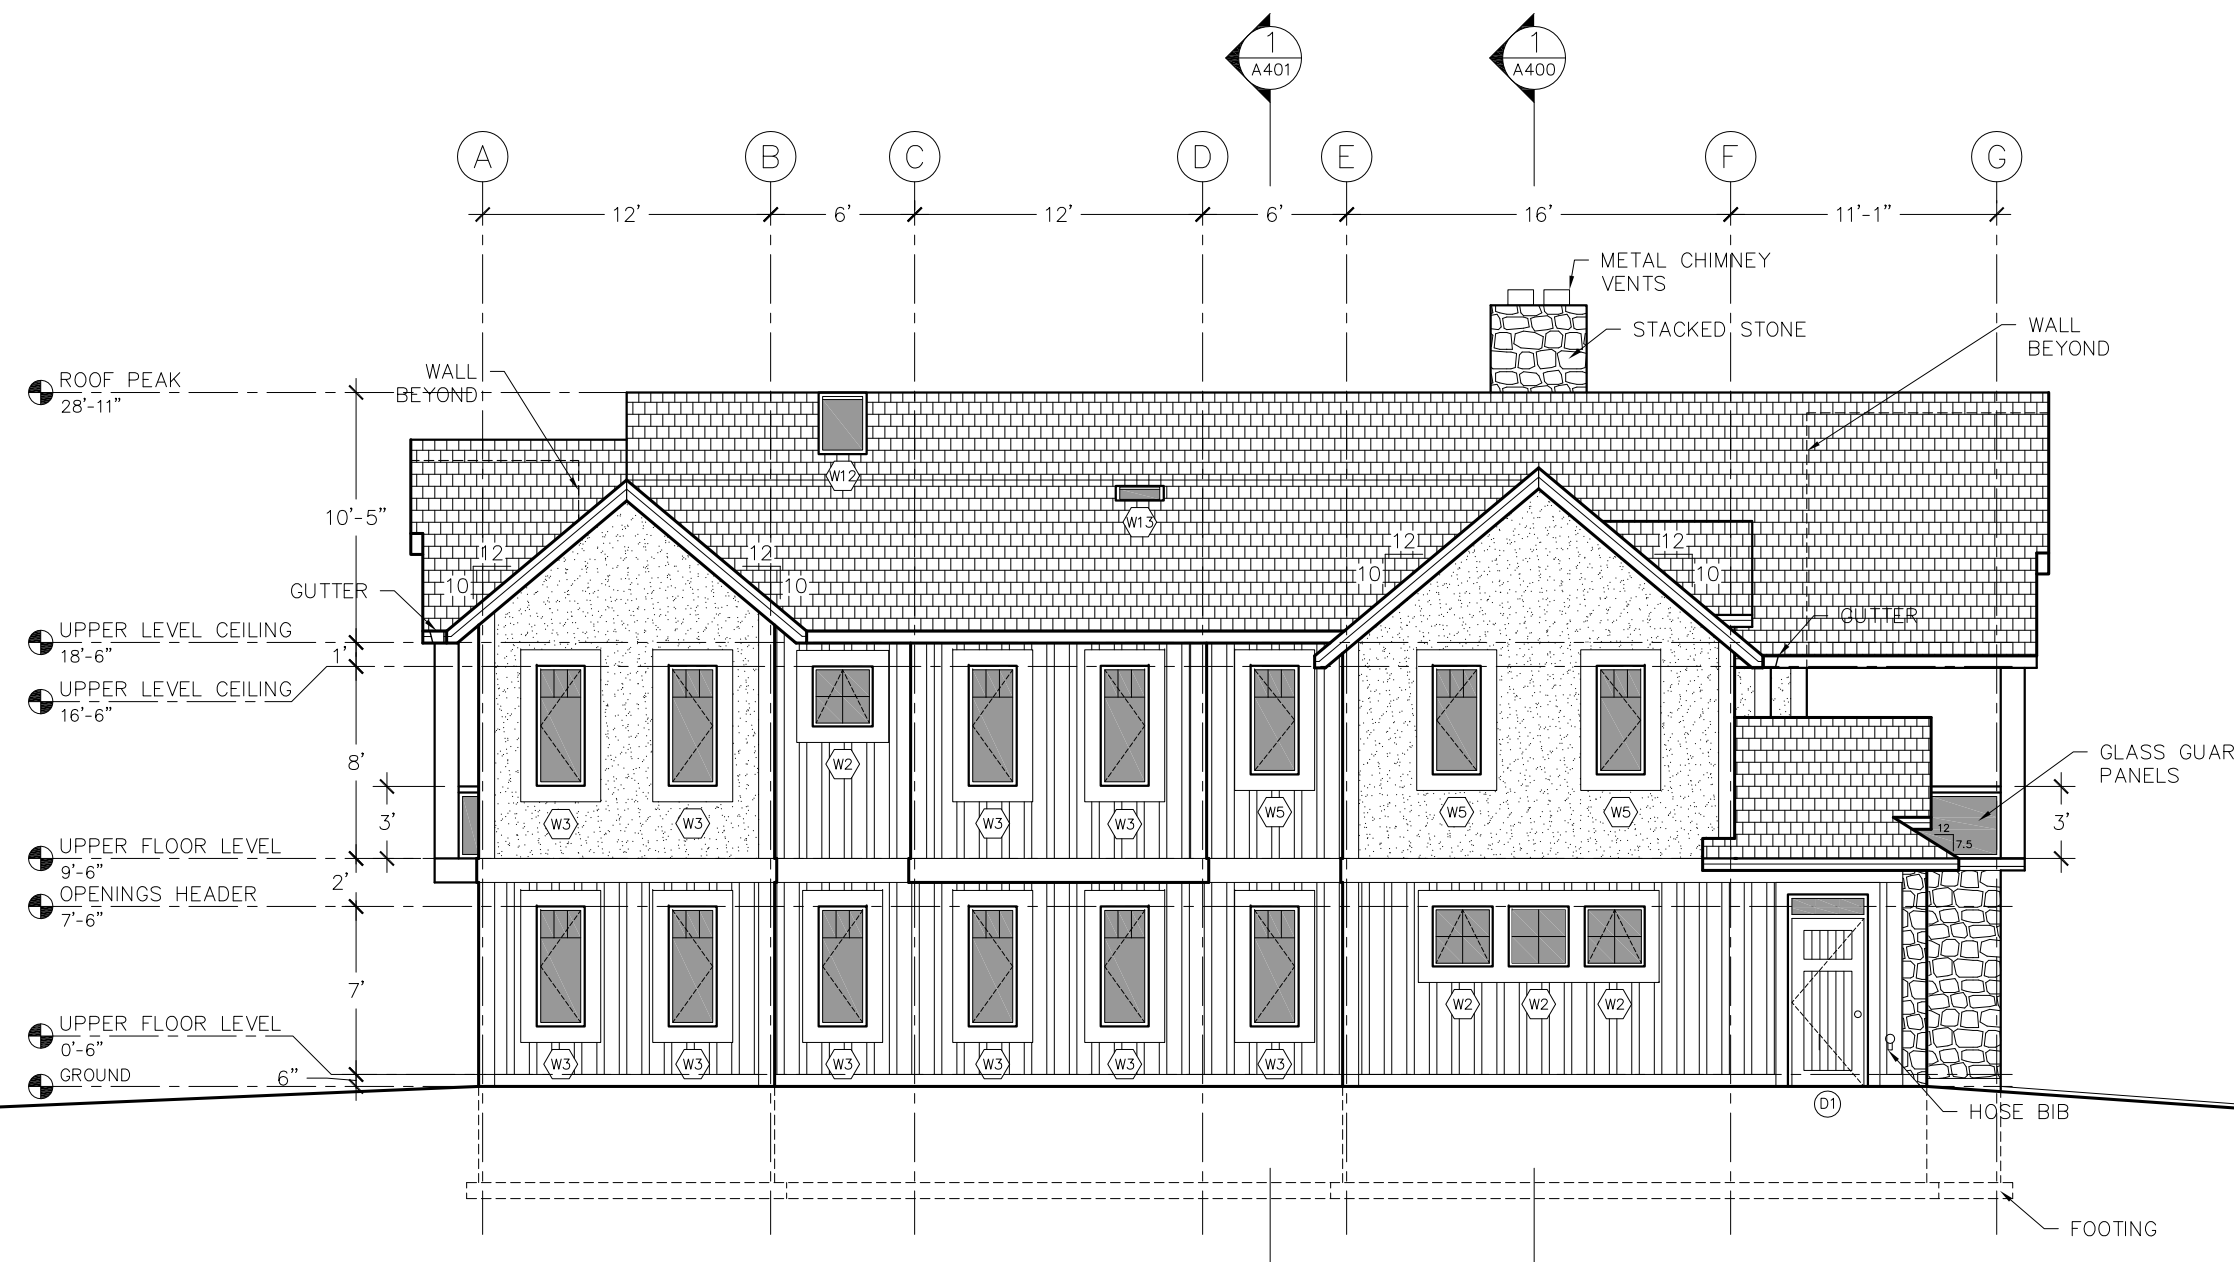 1
A401
1
A400
A
B
C
D
E
F
G
12'
6'
12'
6'
16'
11'-1"
METAL CHIMNEY
VENTS
STACKED STONE
WALL
BEYOND
WALL
BEYOND
ROOF PEAK
28'-11"
W12
W13
10'-5"
12
10
12
10
12
10
12
10
GUTTER
GUTTER
UPPER LEVEL CEILING
18'-6"
1'
UPPER LEVEL CEILING
16'-6"
8'
W2
W3
W3
W3
W3
W5
W5
W5
GLASS GUAR
PANELS
3'
3'
12
7.5
UPPER FLOOR LEVEL
9'-6"
2'
OPENINGS HEADER
7'-6"
7'
W2
W2
W2
UPPER FLOOR LEVEL
0'-6"
W3
W3
W3
W3
W3
W3
GROUND
6"
D1
HOSE BIB
FOOTING